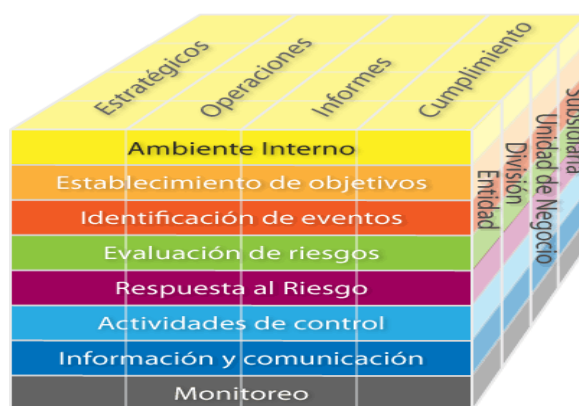 Estratégicos
Operaciones
Informes
Cumplimiento
Ambiente Interno
Establecimiento de objetivos
Identificación de eventos
Evaluación de riesgos
Respuesta al Riesgo
Actividades de control
Información y comunicación
Monitoreo
Entidad
División
Unidad de Negocio
Subsidiaria